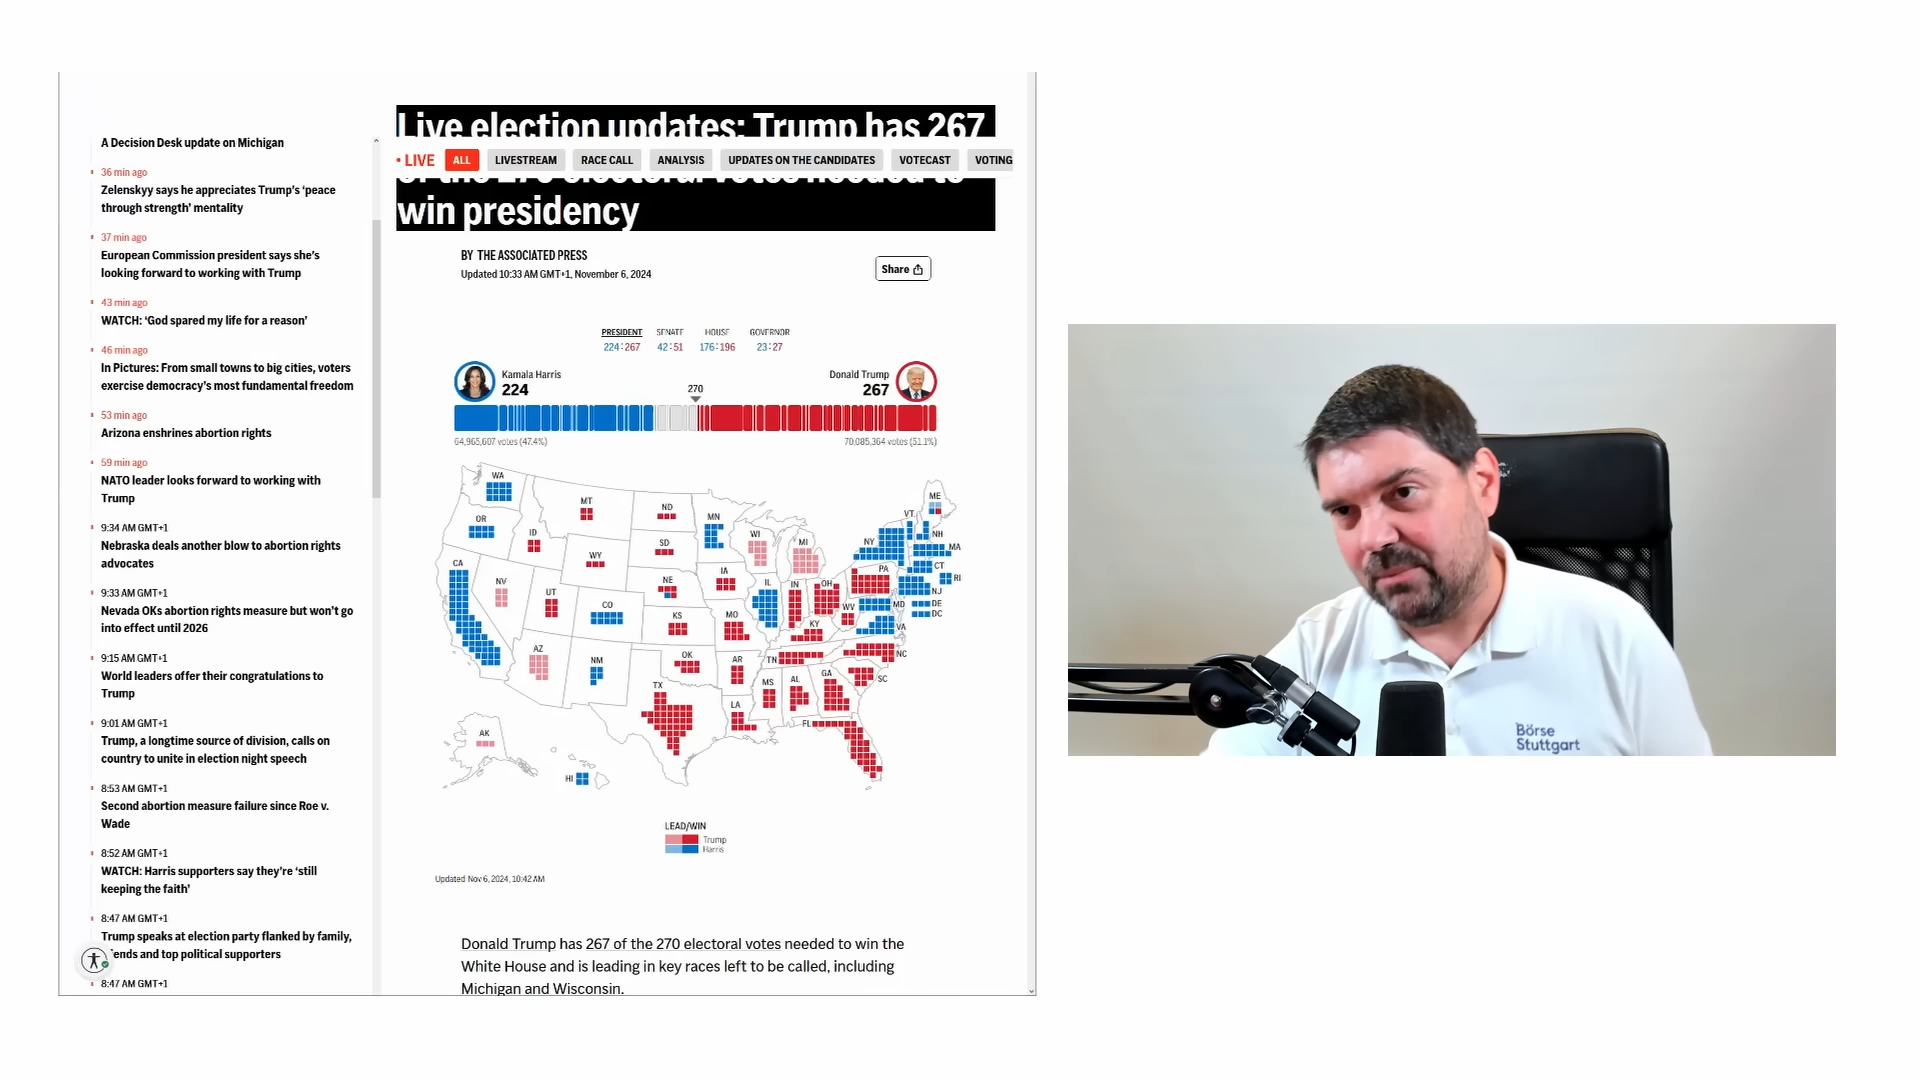 A Decision Desk update on Michigan
36 min ago
Zelenskyy says he appreciates Trump's ‘peace
through strength’ mentality
37 min ago
European Commission president says she's
looking forward to working with Trump
43 min ago
WATCH: ‘God spared my life for a reason’
46 min ago
In Pictures: From small towns to big cities, voters
exercise democracy's most fundamental freedom
53 min ago
Arizona enshrines abortion rights
59 min ago
NATO leader looks forward to working with
Trump
9:34 AM GMT+1
Nebraska deals another blow to abortion rights
advocates
9:33 AM GMT+1
Nevada OKs abortion rights measure but won't go
into effect until 2026
9:15 AM GMT+1
World leaders offer their congratulations to
Trump
9:01 AM GMT+1
Trump, a longtime source of division, calls on
country to unite in election night speech
8:53 AM GMT+1
Second abortion measure failure since Roe v.
Wade
8:52 AM GMT+1
WATCH: Harris supporters say they're ‘still
keeping the faith’
8:47 AM GMT+1
Trump speaks at election party flanked by family,
ends and top political supporters
8:47 AM GMT+1
Live election updates: Trump has 267
• LIVE ALL LIVESTREAM RACE CALL ANALYSIS UPDATES ON THE CANDIDATES VOTECAST VOTING
of the 270 electoral votes needed to
win presidency
BY THE ASSOCIATED PRESS
Updated 10:33 AM GMT+1, November 6, 2024
Share
PRESIDENT SENATE HOUSE GOVERNOR
224:267 42:51 176:196 23:27
Kamala Harris
224
270
Donald Trump
267
64,965,607 votes (47.4%)
70,085,364 votes (51.1%)
WA
MT
ND
MN
ME
VT
OR
ID
SD
WI
MI
NY
NH
MA
WY
CA
NV
UT
CO
NE
IA
IL
IN
OH
PA
CT
RI
NJ
KS
MO
KY
WV
MD
DE
DC
VA
AZ
NM
OK
AR
TN
NC
TX
LA
MS
AL
GA
SC
FL
AK
HI
LEAD/WIN
Trump
Harris
Updated Nov 6, 2024, 10:42 AM
Donald Trump has 267 of the 270 electoral votes needed to win the
White House and is leading in key races left to be called, including
Michigan and Wisconsin.
Börse
Stuttgart